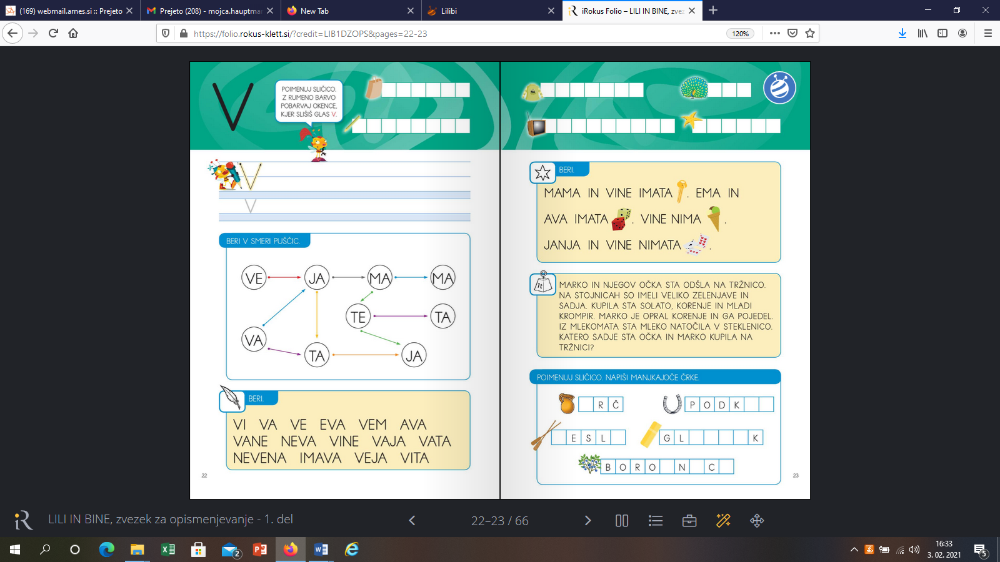 (169) webmail.arnes.si :: Prejeto
Prejeto (208) - mojca.hauptma
New Tab
Lilibi
iRokus Folio – LILI IN BINE, zvez
https://folio.rokus-klett.si/?credit=LIB1DZOPS&pages=22-23
120%
V
POIMENUJ SLIČICO.
Z RUMENO BARVO
POBARVAJ OKENCE,
KJER SLIŠIŠ GLAS V.
V
V
BERI V SMERI PUŠČIC.
VE JA MA MA
TE TA
VA
TA JA
BERI.
VI VA VE EVA VEM AVA
VANE NEVA VINE VAJA VATA
NEVENA IMAVA VEJA VITA
22
BERI.
MAMA IN VINE IMATA . EMA IN
AVA IMATA . VINE NIMA .
JANJA IN VINE NIMATA .
1t
MARKO IN NJEGOV OČKA STA ODŠLA NA TRŽNICO.
NA STOJNICAH SO IMELI VELIKO ZELENJAVE IN
SADJA. KUPILA STA SOLATO, KORENJE IN MLADI
KROMPIR. MARKO JE OPRAL KORENJE IN GA POJEDEL.
IZ MLEKOMATA STA MLEKO NATOČILA V STEKLENICO.
KATERO SADJE STA OČKA IN MARKO KUPILA NA
TRŽNICI?
POIMENUJ SLIČICO. NAPIŠI MANJKAJOČE ČRKE.
R Č
P O D K
E S L
G L K
B O R O N C
23
iR
LILI IN BINE, zvezek za opismenjevanje - 1. del
22–23 / 66
2
16:33
3. 02. 2021
5